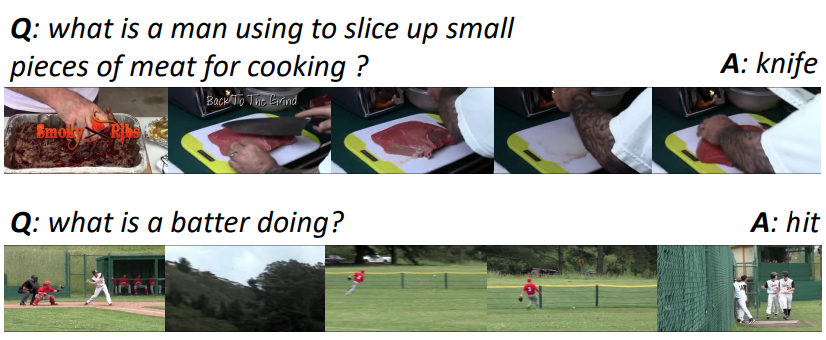 Q: what is a man using to slice up small
pieces of meat for cooking ?
A: knife
Smoky Ribs
Back To The Grind
Q: what is a batter doing?
A: hit